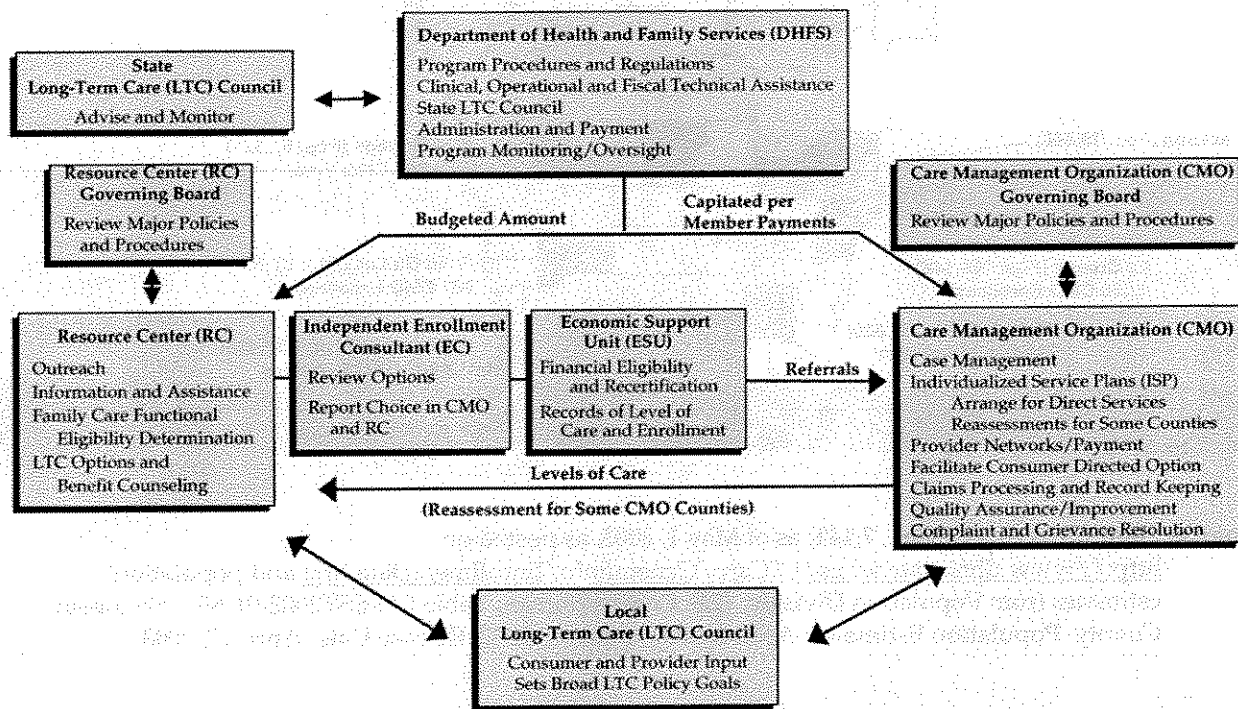 Department of Health and Family Services (DHFS)
Program Procedures and Regulations
Clinical, Operational and Fiscal Technical Assistance
State LTC Council
Administration and Payment
Program Monitoring/Oversight
State
Long-Term Care (LTC) Council
Advise and Monitor
Resource Center (RC)
Governing Board
Review Major Policies
and Procedures
Budgeted Amount
Capitated per
Member Payments
Care Management Organization (CMO)
Governing Board
Review Major Policies and Procedures
Resource Center (RC)
Outreach
Information and Assistance
Family Care Functional
Eligibility Determination
LTC Options and
Benefit Counseling
Independent Enrollment
Consultant (EC)
Review Options
Report Choice in CMO
and RC
Economic Support
Unit (ESU)
Financial Eligibility
and Recertification
Records of Level of
Care and Enrollment
Referrals
Care Management Organization (CMO)
Case Management
Individualized Service Plans (ISP)
Arrange for Direct Services
Reassessments for Some Counties
Provider Networks/Payment
Facilitate Consumer Directed Option
Claims Processing and Record Keeping
Quality Assurance/Improvement
Complaint and Grievance Resolution
Levels of Care
(Reassessment for Some CMO Counties)
Local
Long-Term Care (LTC) Council
Consumer and Provider Input
Sets Broad LTC Policy Goals